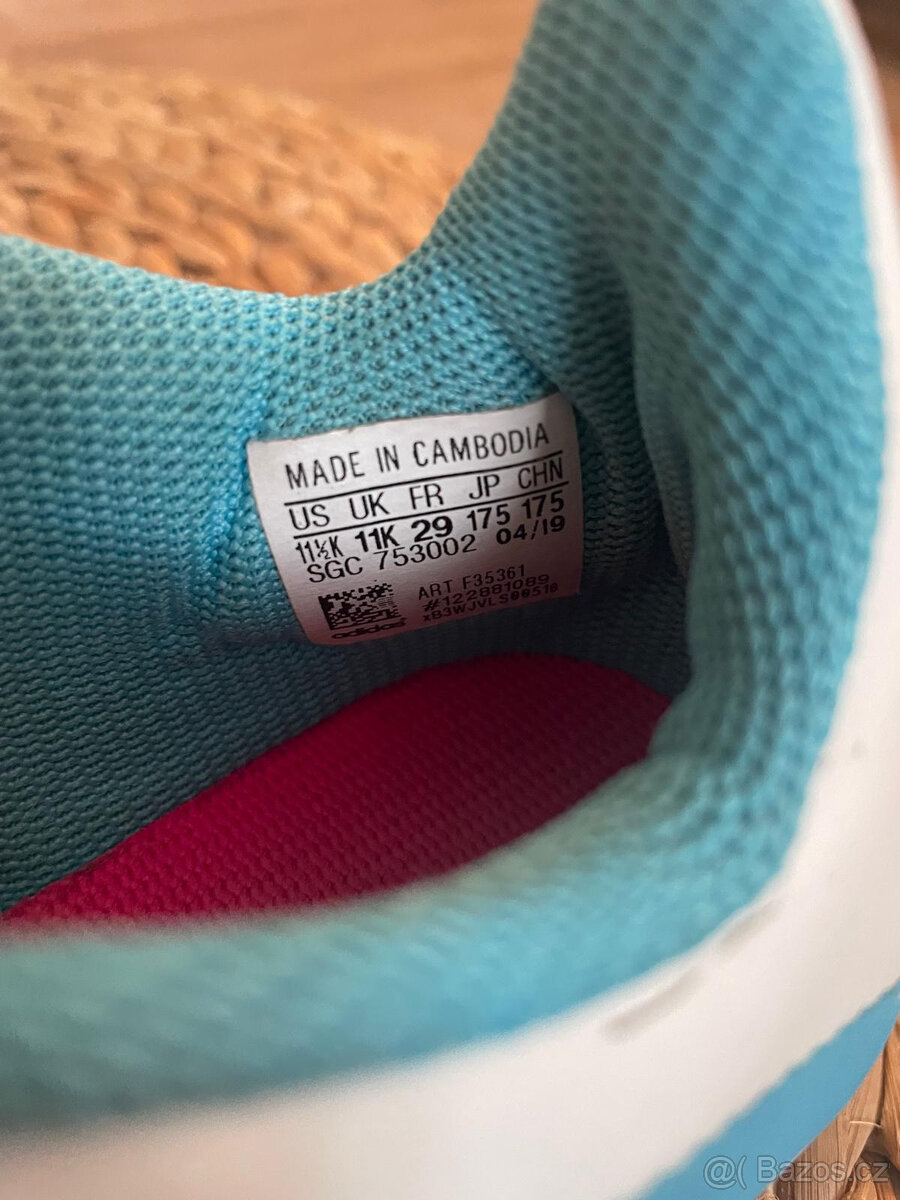 MADE IN CAMBODIA
US UK FR JP CHN
11½K 11K 29 175 175
SGC 753002 04/19
ART F35361
#122881089
xB3WJVLS00518
adidas
@( Bazos.cz